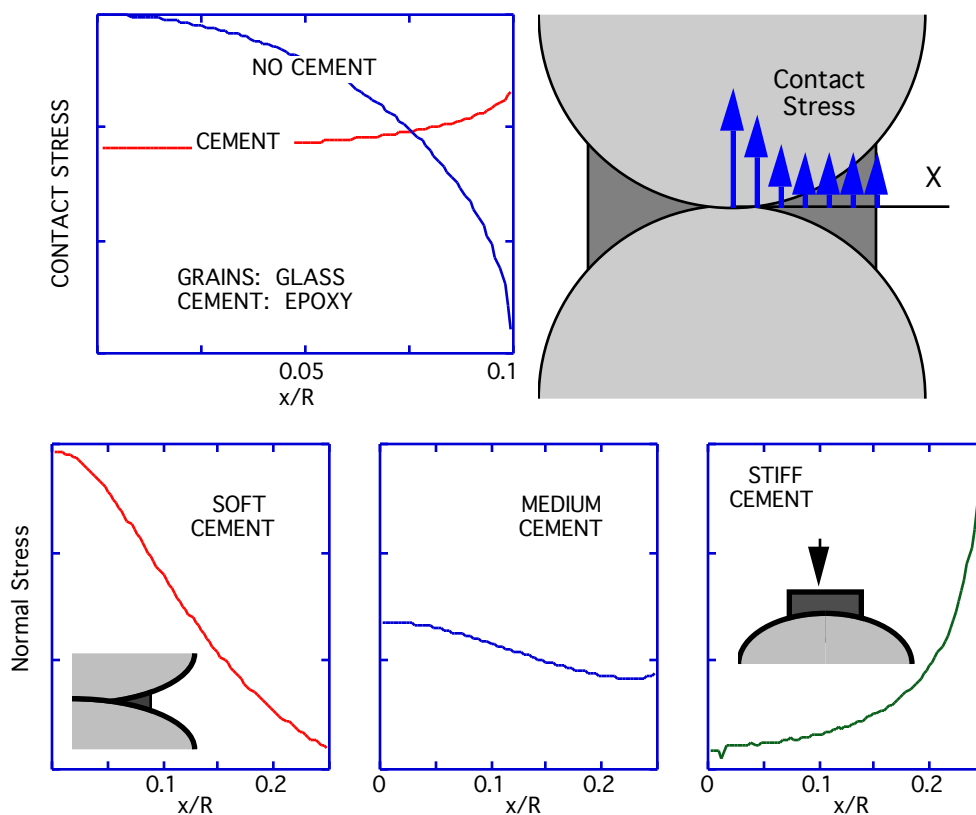 CONTACT STRESS
NO CEMENT
CEMENT
GRAINS: GLASS
CEMENT: EPOXY
0.05
0.1
x/R
Contact
Stress
X
Normal Stress
SOFT
CEMENT
0.1
0.2
x/R
MEDIUM
CEMENT
0
0.1
0.2
x/R
STIFF
CEMENT
0
0.1
0.2
x/R